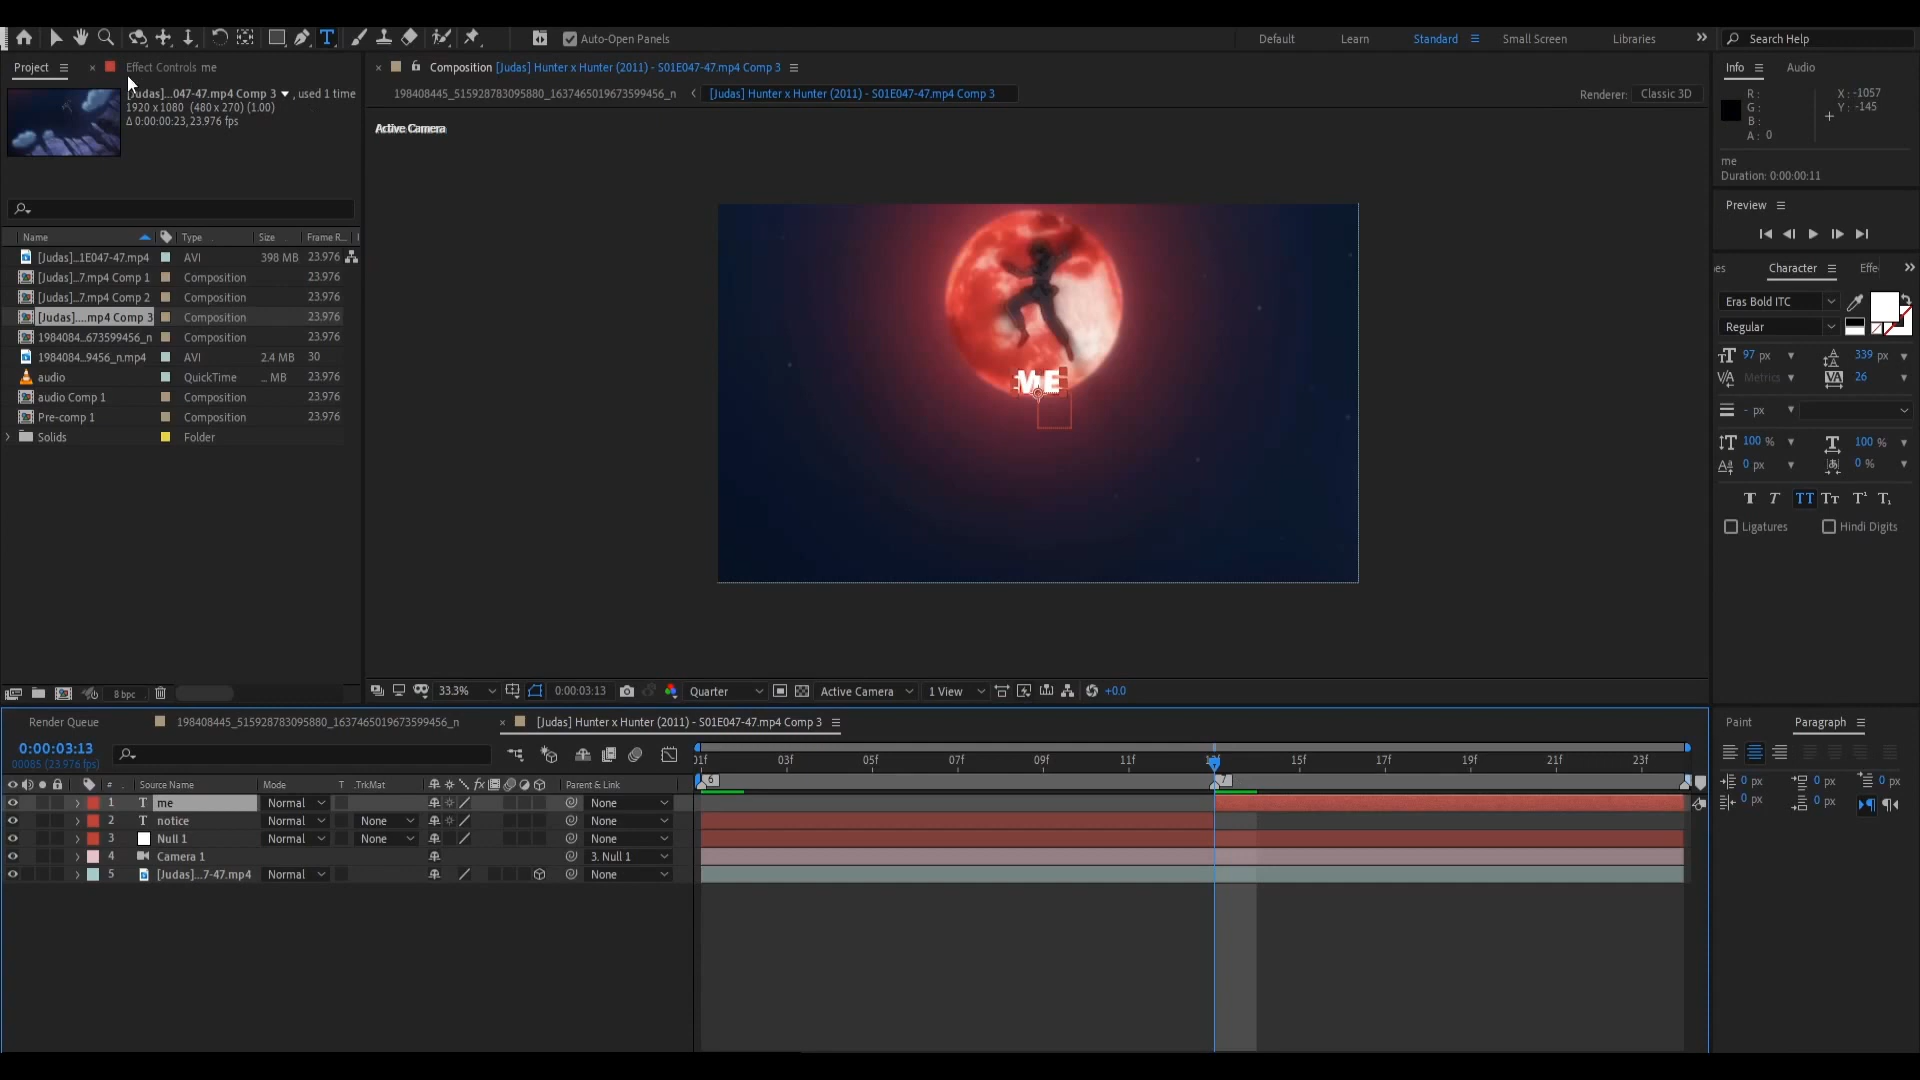 Auto-Open Panels
Default
Learn
Standard
Small Screen
Libraries
Search Help
Project
Effect Controls me
[Judas]...047-47.mp4 Comp 3 , used 1 time
1920 x 1080 (480 x 270) (1.00)
Δ 0:00:00:23, 23.976 fps
Composition [Judas] Hunter x Hunter (2011) - S01E047-47.mp4 Comp 3
198408445_515928783095880_1637465019673599456_n
[Judas] Hunter x Hunter (2011) - S01E047-47.mp4 Comp 3
Renderer: Classic 3D
Active Camera
ME
Info
Audio
R :
G :
B :
A : 0
X : -1057
Y : -145
me
Duration: 0:00:00:11
Preview
Character
Effe
Eras Bold ITC
Regular
97 px
339 px
Metrics
26
- px
100 %
100 %
0 px
0 %
Ligatures
Hindi Digits
Name
Type
Size
Frame R...
[Judas]...1E047-47.mp4 AVI 398 MB 23.976
[Judas]...7.mp4 Comp 1 Composition 23.976
[Judas]...7.mp4 Comp 2 Composition 23.976
[Judas]....mp4 Comp 3 Composition 23.976
1984084...673599456_n Composition 23.976
1984084...9456_n.mp4 AVI 2.4 MB 30
audio QuickTime ... MB 23.976
audio Comp 1 Composition 23.976
Pre-comp 1 Composition 23.976
Solids Folder
8 bpc
33.3%
0:00:03:13
Quarter
Active Camera
1 View
+0.0
Render Queue
198408445_515928783095880_1637465019673599456_n
[Judas] Hunter x Hunter (2011) - S01E047-47.mp4 Comp 3
0:00:03:13
00085 (23.976 fps)
01f 03f 05f 07f 09f 11f 15f 17f 19f 21f 23f
6
7
# Source Name Mode T .TrkMat Parent & Link
1 T me Normal None
2 T notice Normal None None
3 Null 1 Normal None None
4 Camera 1 3. Null 1
5 [Judas]...7-47.mp4 Normal None
Paint
Paragraph
0 px
0 px
0 px
0 px
0 px